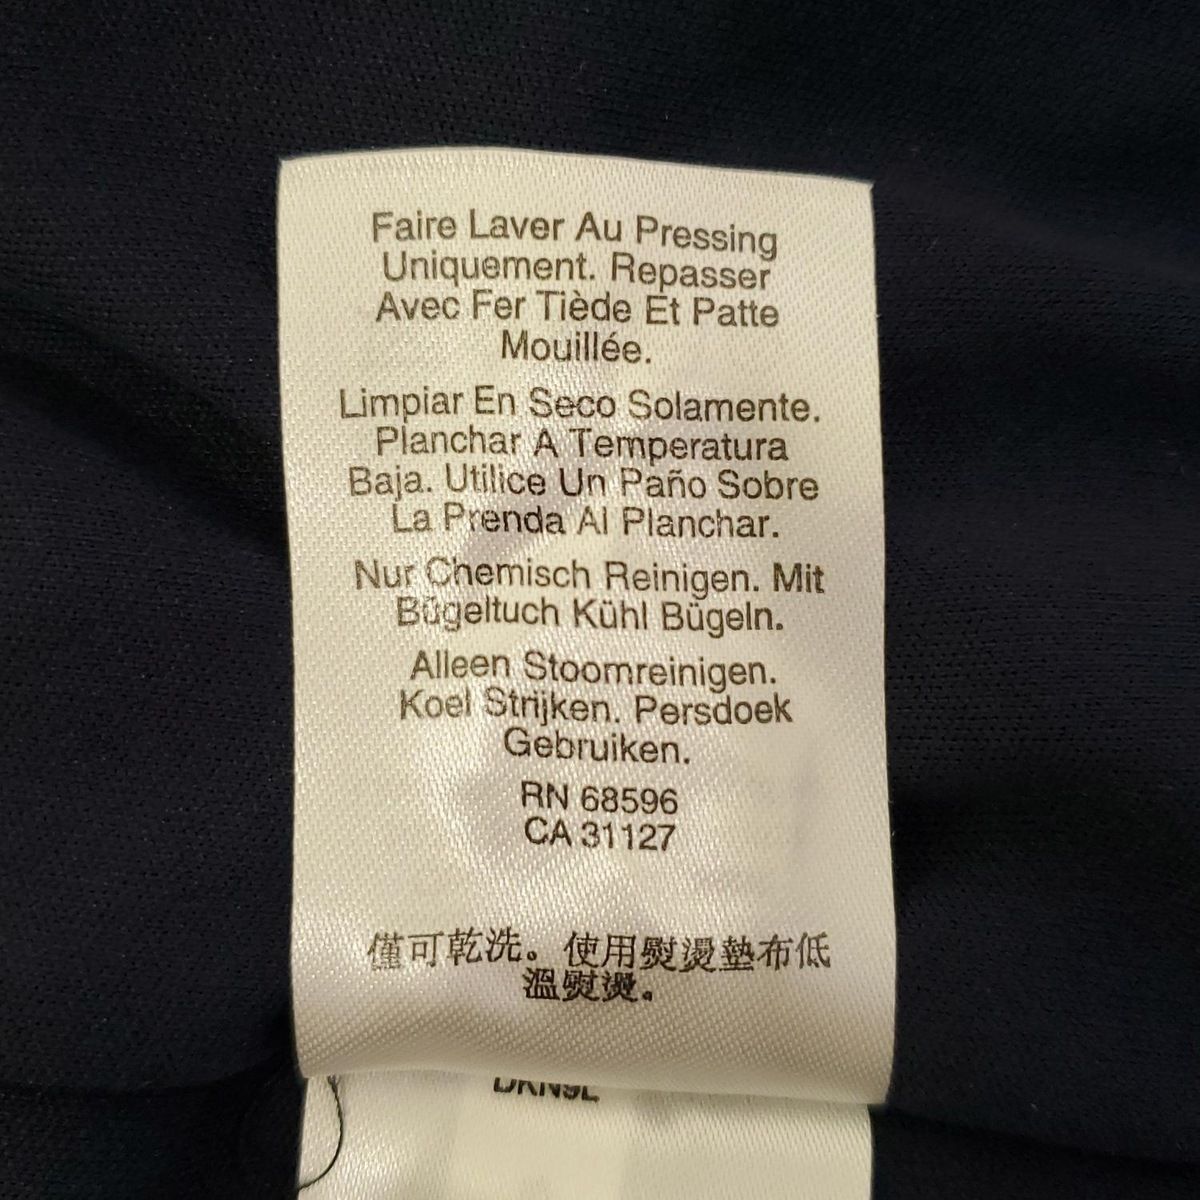 Faire Laver Au Pressing
Uniquement. Repasser
Avec Fer Tiède Et Patte
Mouillée.
Limpiar En Seco Solamente.
Planchar A Temperatura
Baja. Utilice Un Paño Sobre
La Prenda Al Planchar.
Nur Chemisch Reinigen. Mit
Bügeltuch Kühl Bügeln.
Alleen Stoomreinigen.
Koel Strijken. Persdoek
Gebruiken.
RN 68596
CA 31127
僅可乾洗。使用熨燙墊布低
溫熨燙。